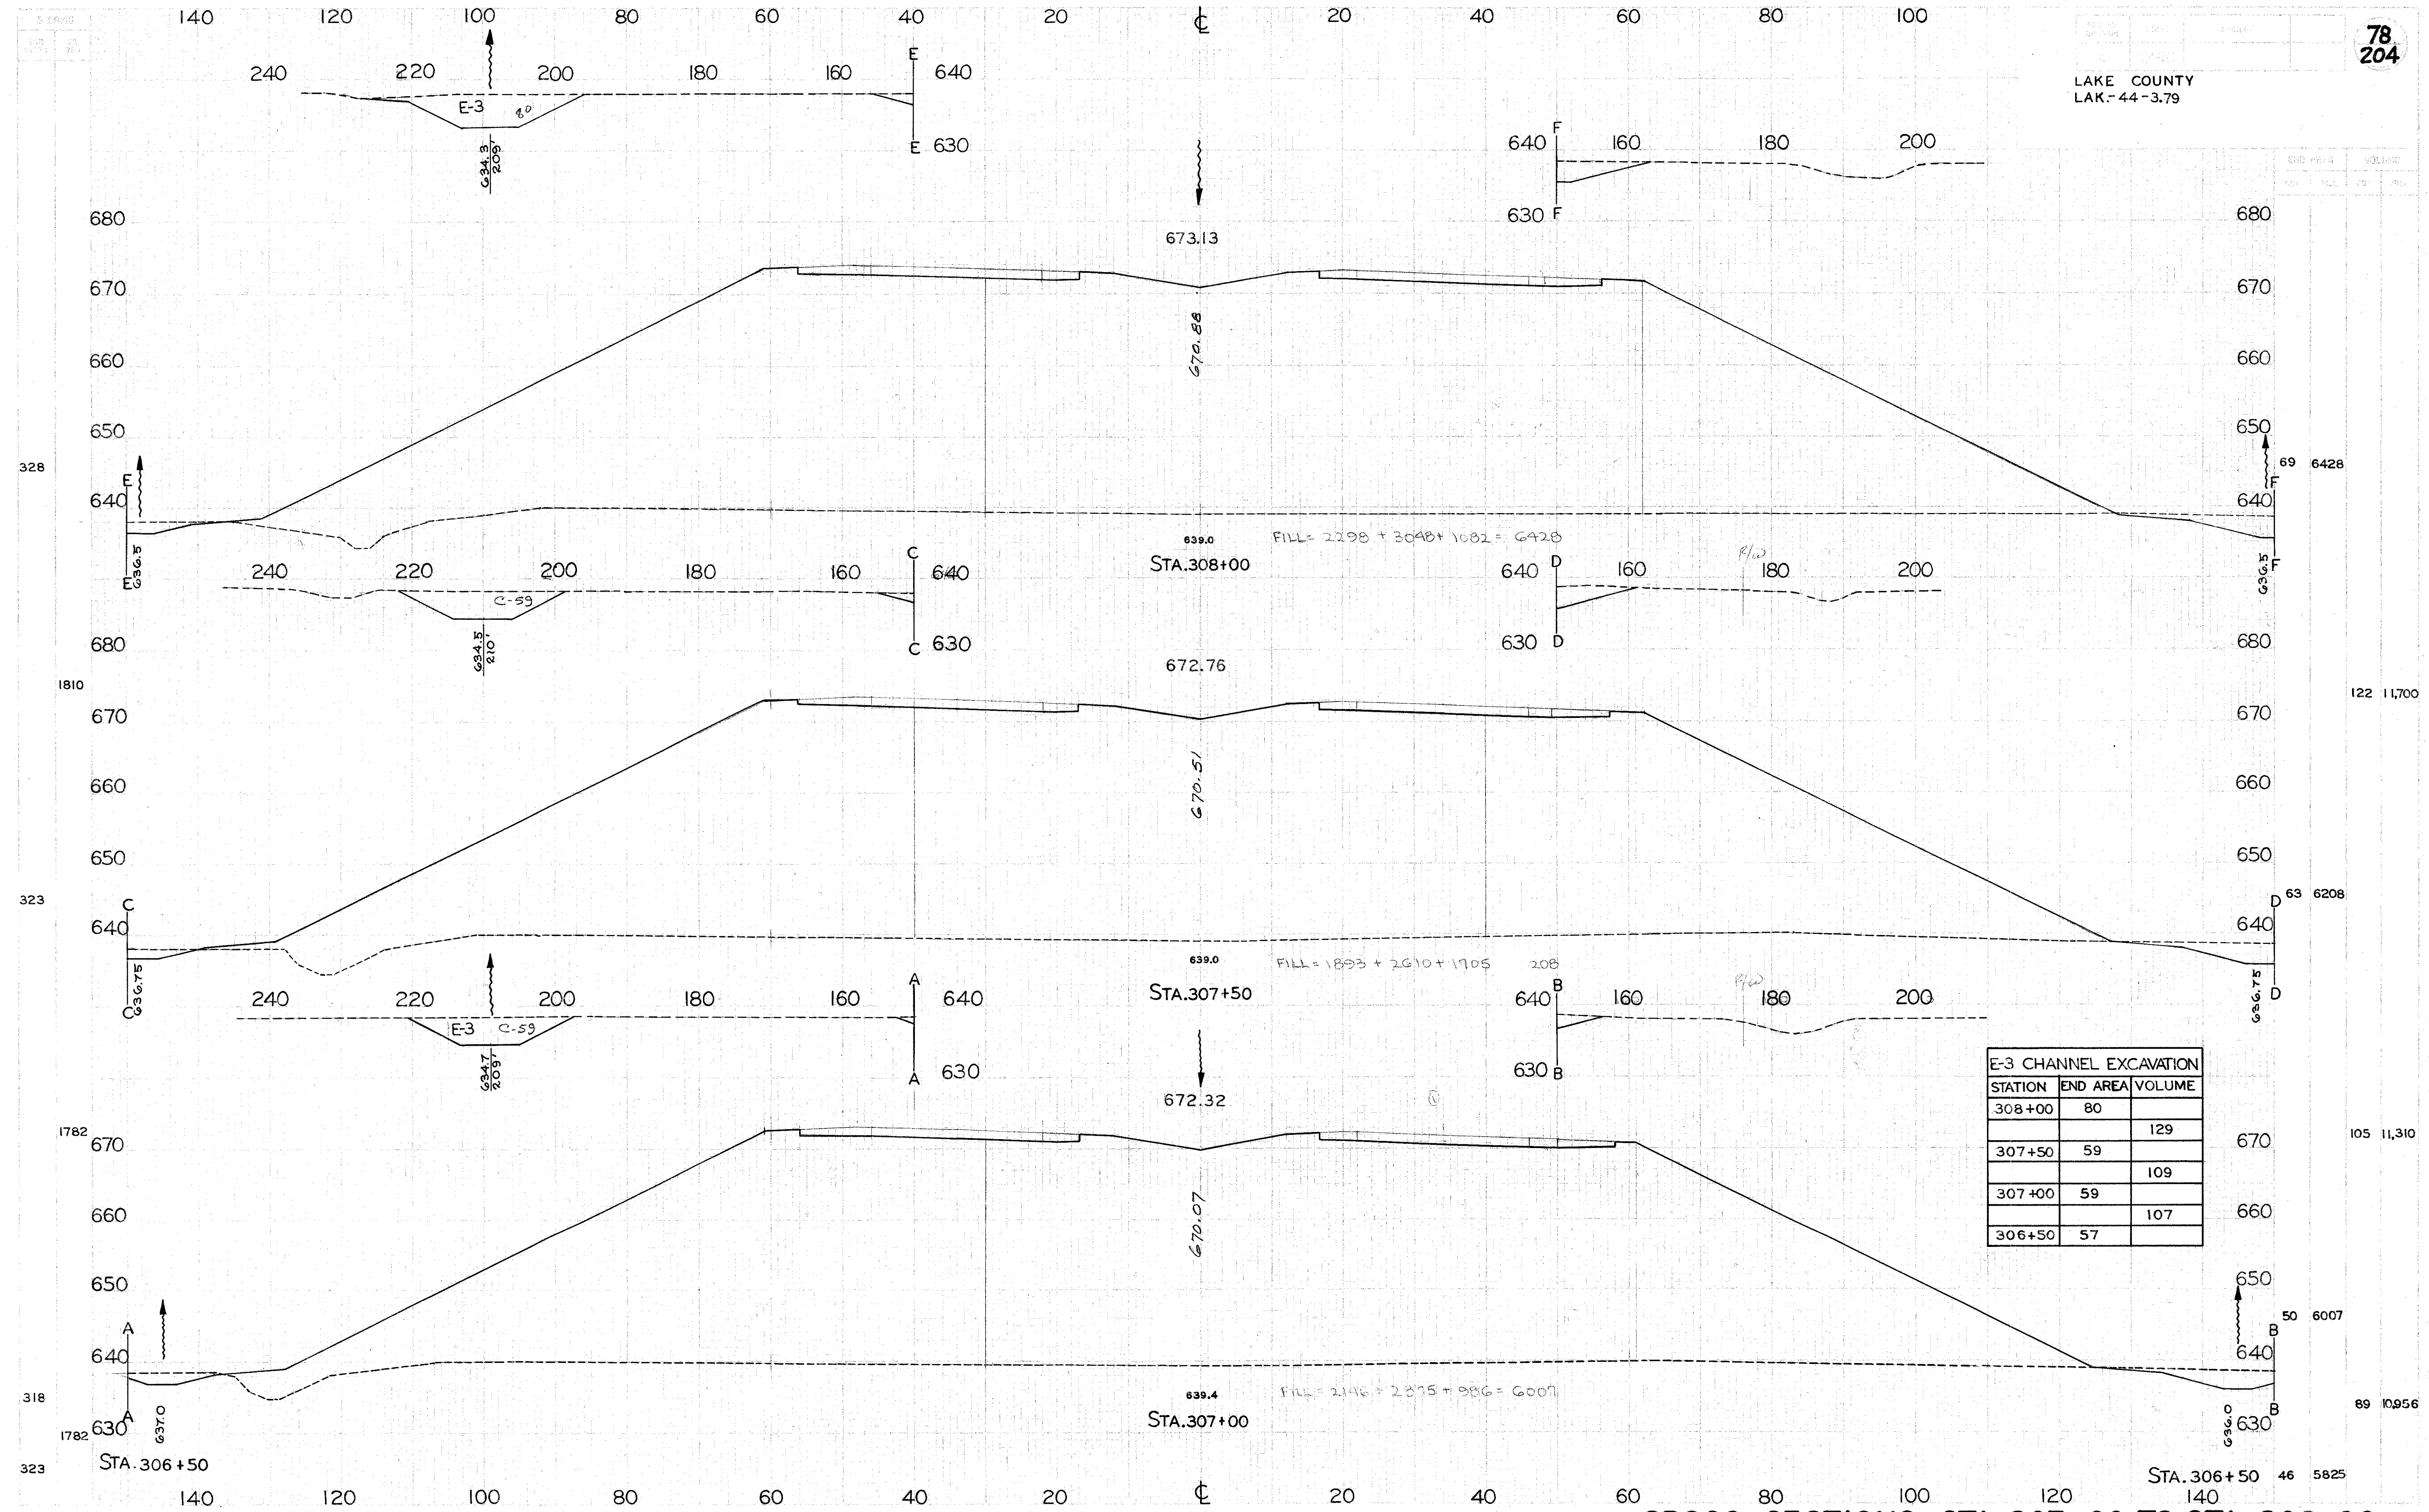 140 120 100 80 60 40 20 ℄ 20 40 60 80 100
78
204
LAKE COUNTY
LAK.-44-3.79
240 220 200 180 160 E 640
E-3 80
634.3
209'
E 630
F
640 160 180 200
630 F
680 673.13 680
670 670
670.88
660 660
650 650
328 69 6428
E F
640 640
639.0 FILL= 2298 + 3048 + 1082 = 6428
STA.308+00
E 636.5 636.5 F
240 220 200 180 160 C 640
C-59
634.5
210'
C 630
R/W
640 D 160 180 200
630 D
680 672.76 680
1810 122 11,700
670 670
670.51
660 660
650 650
323 63 6208
C D
640 640
639.0 FILL = 1893 + 2610 + 1705 208
STA.307+50
C 636.75 636.75 D
240 220 200 180 160 A 640
E-3 C-59
634.7
209'
A 630
R/W
640 B 160 180 200
630 B
E-3 CHANNEL EXCAVATION
STATION END AREA VOLUME
308+00 80
129
307+50 59
109
307+00 59
107
306+50 57
672.32
1782 670 670 105 11,310
670.07
660 660
650 650
50 6007
A B
640 640
318 639.4 FILL = 2146 + 2875 + 986 = 6007
STA.307+00 89 10,956
A 637.0 636.0 B
1782 630 630
STA.306+50 STA.306+50 46 5825
323
140 120 100 80 60 40 20 ℄ 20 40 60 80 100 120 140